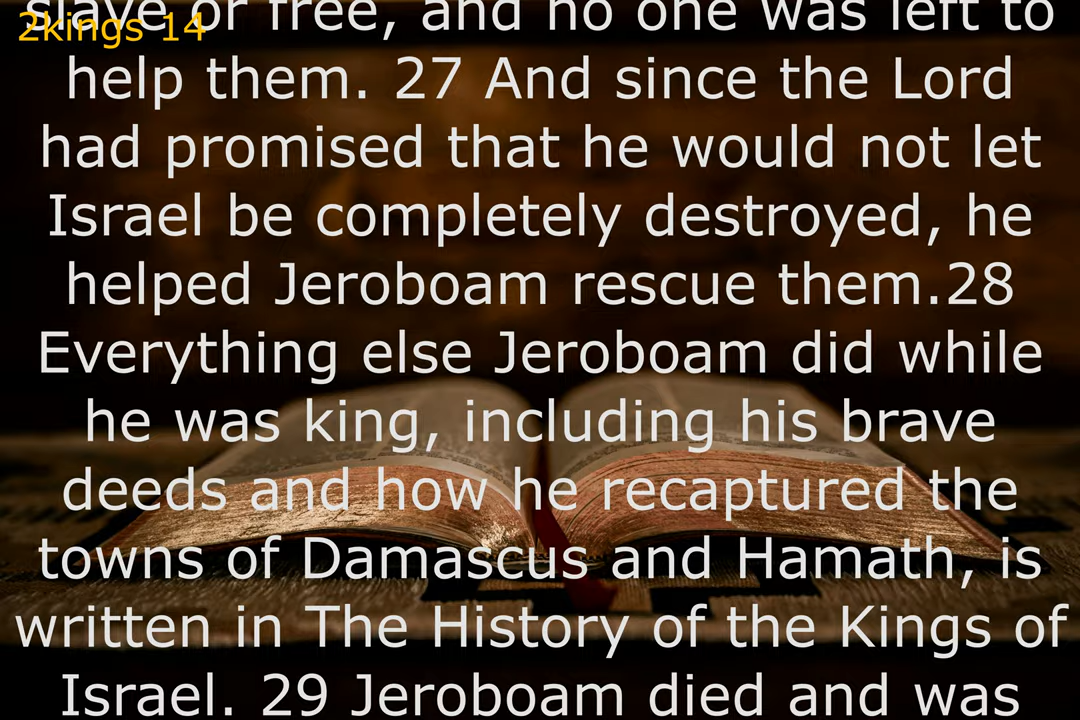 slave or free, and no one was left to
2kings 14
help them. 27 And since the Lord
had promised that he would not let
Israel be completely destroyed, he
helped Jeroboam rescue them.28
Everything else Jeroboam did while
he was king, including his brave
deeds and how he recaptured the
towns of Damascus and Hamath, is
written in The History of the Kings of
Israel. 29 Jeroboam died and was